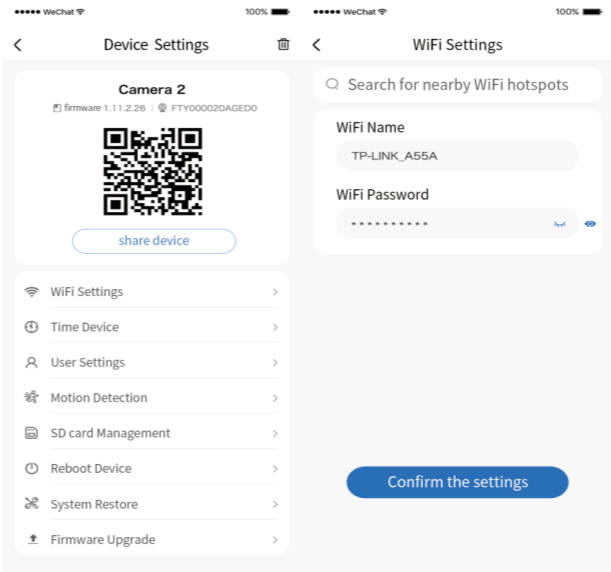 WeChat 100%
Device Settings
Camera 2
firmware 1.11.2.26 | FTY000020AGED0
share device
WiFi Settings
Time Device
User Settings
Motion Detection
SD card Management
Reboot Device
System Restore
Firmware Upgrade
WeChat 100%
WiFi Settings
Search for nearby WiFi hotspots
WiFi Name
TP-LINK_A55A
WiFi Password
**********
Confirm the settings